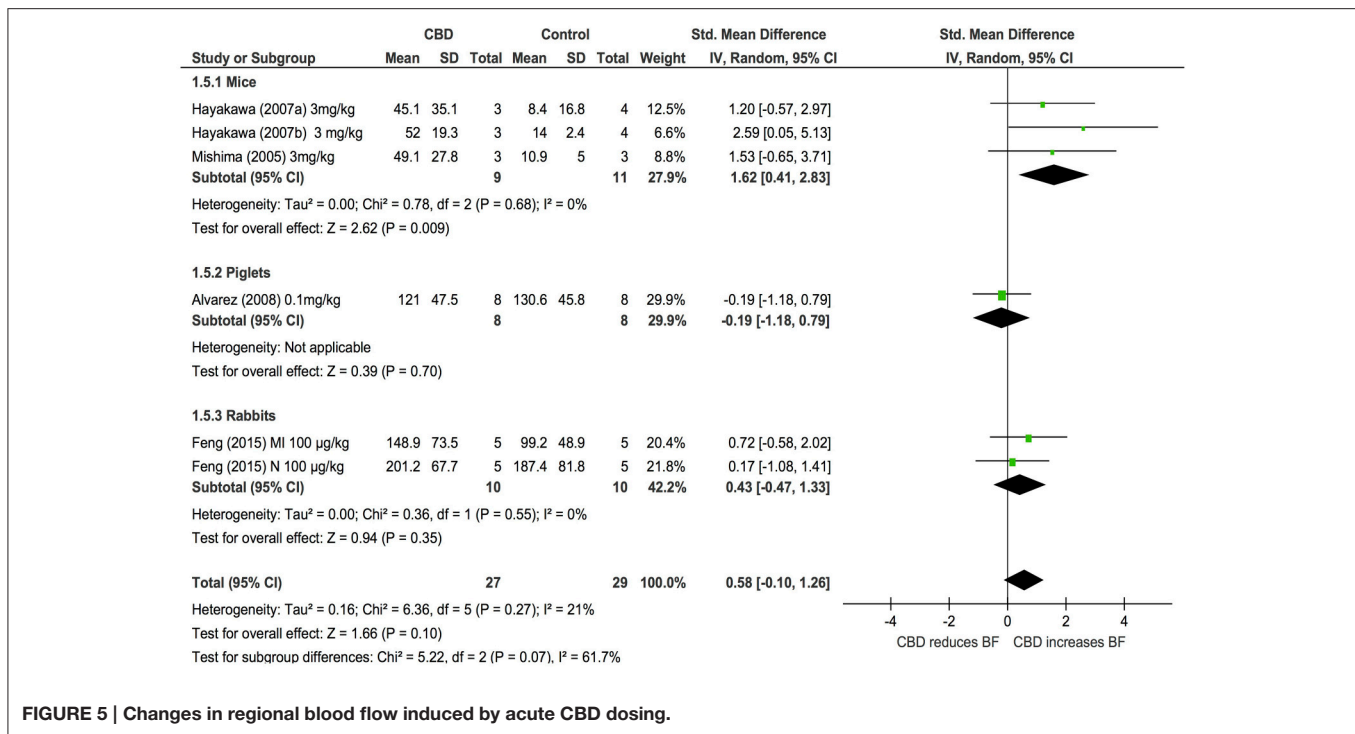 CBD Control Std. Mean Difference Std. Mean Difference
Study or Subgroup Mean SD Total Mean SD Total Weight IV, Random, 95% CI IV, Random, 95% CI
1.5.1 Mice
Hayakawa (2007a) 3mg/kg 45.1 35.1 3 8.4 16.8 4 12.5% 1.20 [-0.57, 2.97]
Hayakawa (2007b) 3 mg/kg 52 19.3 3 14 2.4 4 6.6% 2.59 [0.05, 5.13]
Mishima (2005) 3mg/kg 49.1 27.8 3 10.9 5 3 8.8% 1.53 [-0.65, 3.71]
Subtotal (95% CI) 9 11 27.9% 1.62 [0.41, 2.83]
Heterogeneity: Tau² = 0.00; Chi² = 0.78, df = 2 (P = 0.68); I² = 0%
Test for overall effect: Z = 2.62 (P = 0.009)
1.5.2 Piglets
Alvarez (2008) 0.1mg/kg 121 47.5 8 130.6 45.8 8 29.9% -0.19 [-1.18, 0.79]
Subtotal (95% CI) 8 8 29.9% -0.19 [-1.18, 0.79]
Heterogeneity: Not applicable
Test for overall effect: Z = 0.39 (P = 0.70)
1.5.3 Rabbits
Feng (2015) MI 100 µg/kg 148.9 73.5 5 99.2 48.9 5 20.4% 0.72 [-0.58, 2.02]
Feng (2015) N 100 µg/kg 201.2 67.7 5 187.4 81.8 5 21.8% 0.17 [-1.08, 1.41]
Subtotal (95% CI) 10 10 42.2% 0.43 [-0.47, 1.33]
Heterogeneity: Tau² = 0.00; Chi² = 0.36, df = 1 (P = 0.55); I² = 0%
Test for overall effect: Z = 0.94 (P = 0.35)
Total (95% CI) 27 29 100.0% 0.58 [-0.10, 1.26]
Heterogeneity: Tau² = 0.16; Chi² = 6.36, df = 5 (P = 0.27); I² = 21%
Test for overall effect: Z = 1.66 (P = 0.10)
Test for subgroup differences: Chi² = 5.22, df = 2 (P = 0.07), I² = 61.7%
-4 -2 0 2 4
CBD reduces BF CBD increases BF
FIGURE 5 | Changes in regional blood flow induced by acute CBD dosing.